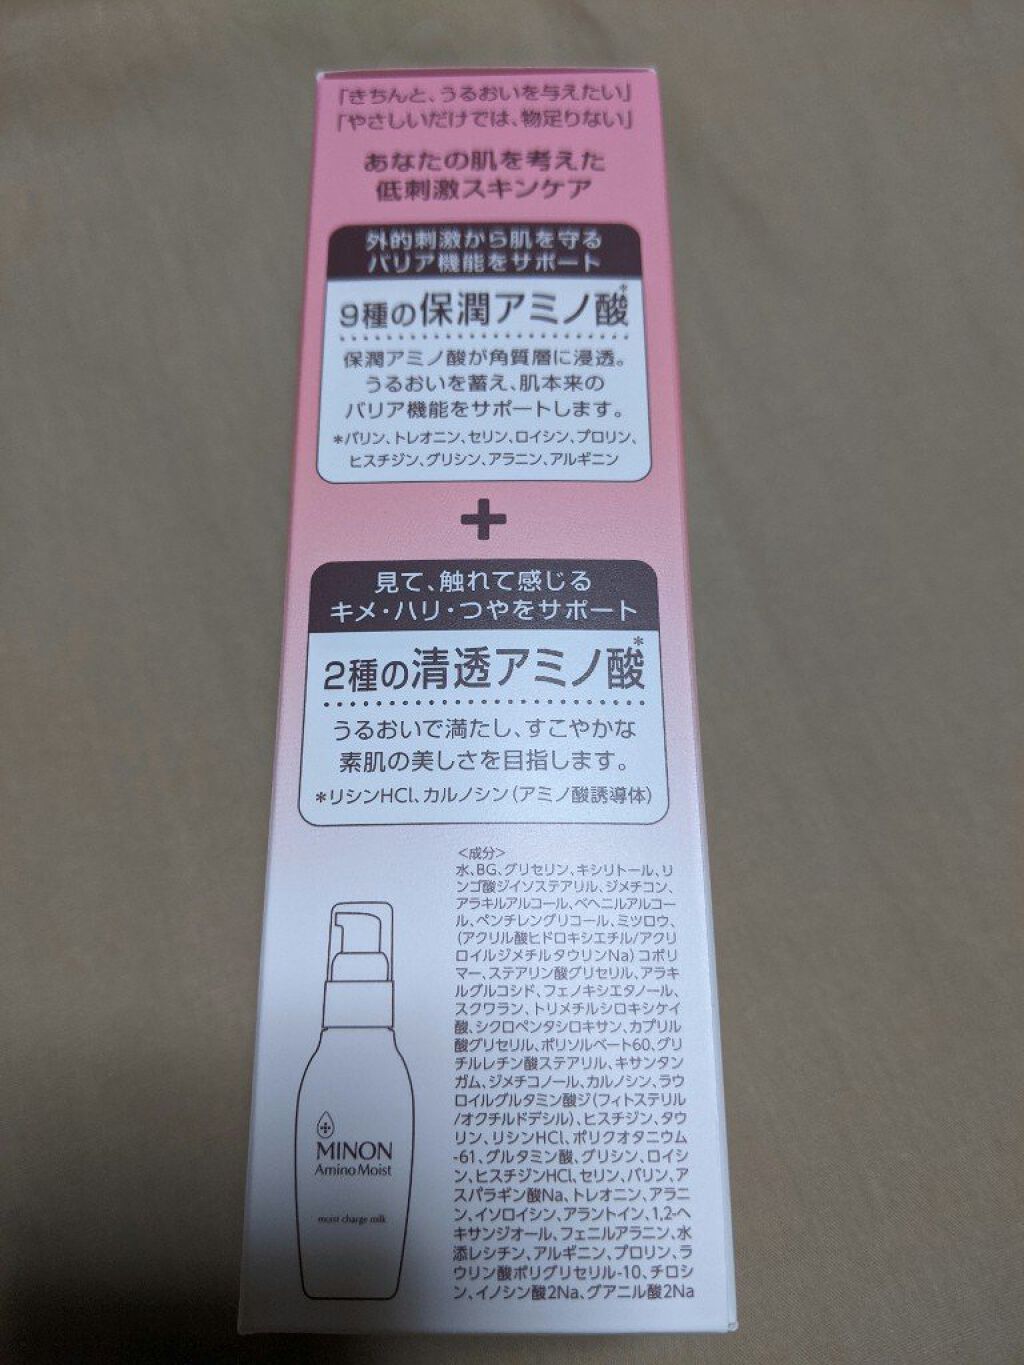 「きちんと、うるおいを与えたい」
「やさしいだけでは、物足りない」
あなたの肌を考えた
低刺激スキンケア
外的刺激から肌を守る
バリア機能をサポート
9種の保潤アミノ酸*
保潤アミノ酸が角質層に浸透。
うるおいを蓄え、肌本来の
バリア機能をサポートします。
*バリン、トレオニン、セリン、ロイシン、プロリン、
ヒスチジン、グリシン、アラニン、アルギニン
+
見て、触れて感じる
キメ・ハリ・つやをサポート
2種の清透アミノ酸*
うるおいで満たし、すこやかな
素肌の美しさを目指します。
*リシンHCl、カルノシン(アミノ酸誘導体)
<成分>
水、BG、グリセリン、キシリトール、リ
ンゴ酸ジイソステアリル、ジメチコン、
アラキルアルコール、ベヘニルアルコー
ル、ペンチレングリコール、ミツロウ、
(アクリル酸ヒドロキシエチル/アクリ
ロイルジメチルタウリンNa)コポリ
マー、ステアリン酸グリセリル、アラキ
ルグルコシド、フェノキシエタノール、
スクワラン、トリメチルシロキシケイ
酸、シクロペンタシロキサン、カプリル
酸グリセリル、ポリソルベート60、グリ
チルレチン酸ステアリル、キサンタン
ガム、ジメチコノール、カルノシン、ラウ
ロイルグルタミン酸ジ(フィトステリル
/オクチルドデシル)、ヒスチジン、タウ
リン、リシンHCl、ポリクオタニウム
-61、グルタミン酸、グリシン、ロイシ
ン、ヒスチジンHCl、セリン、バリン、ア
スパラギン酸Na、トレオニン、アラニ
ン、イソロイシン、アラントイン、1,2-ヘ
キサンジオール、フェニルアラニン、水
添レシチン、アルギニン、プロリン、ラ
ウリン酸ポリグリセリル-10、チロシ
ン、イノシン酸2Na、グアニル酸2Na
MINON
Amino Moist
moist charge milk